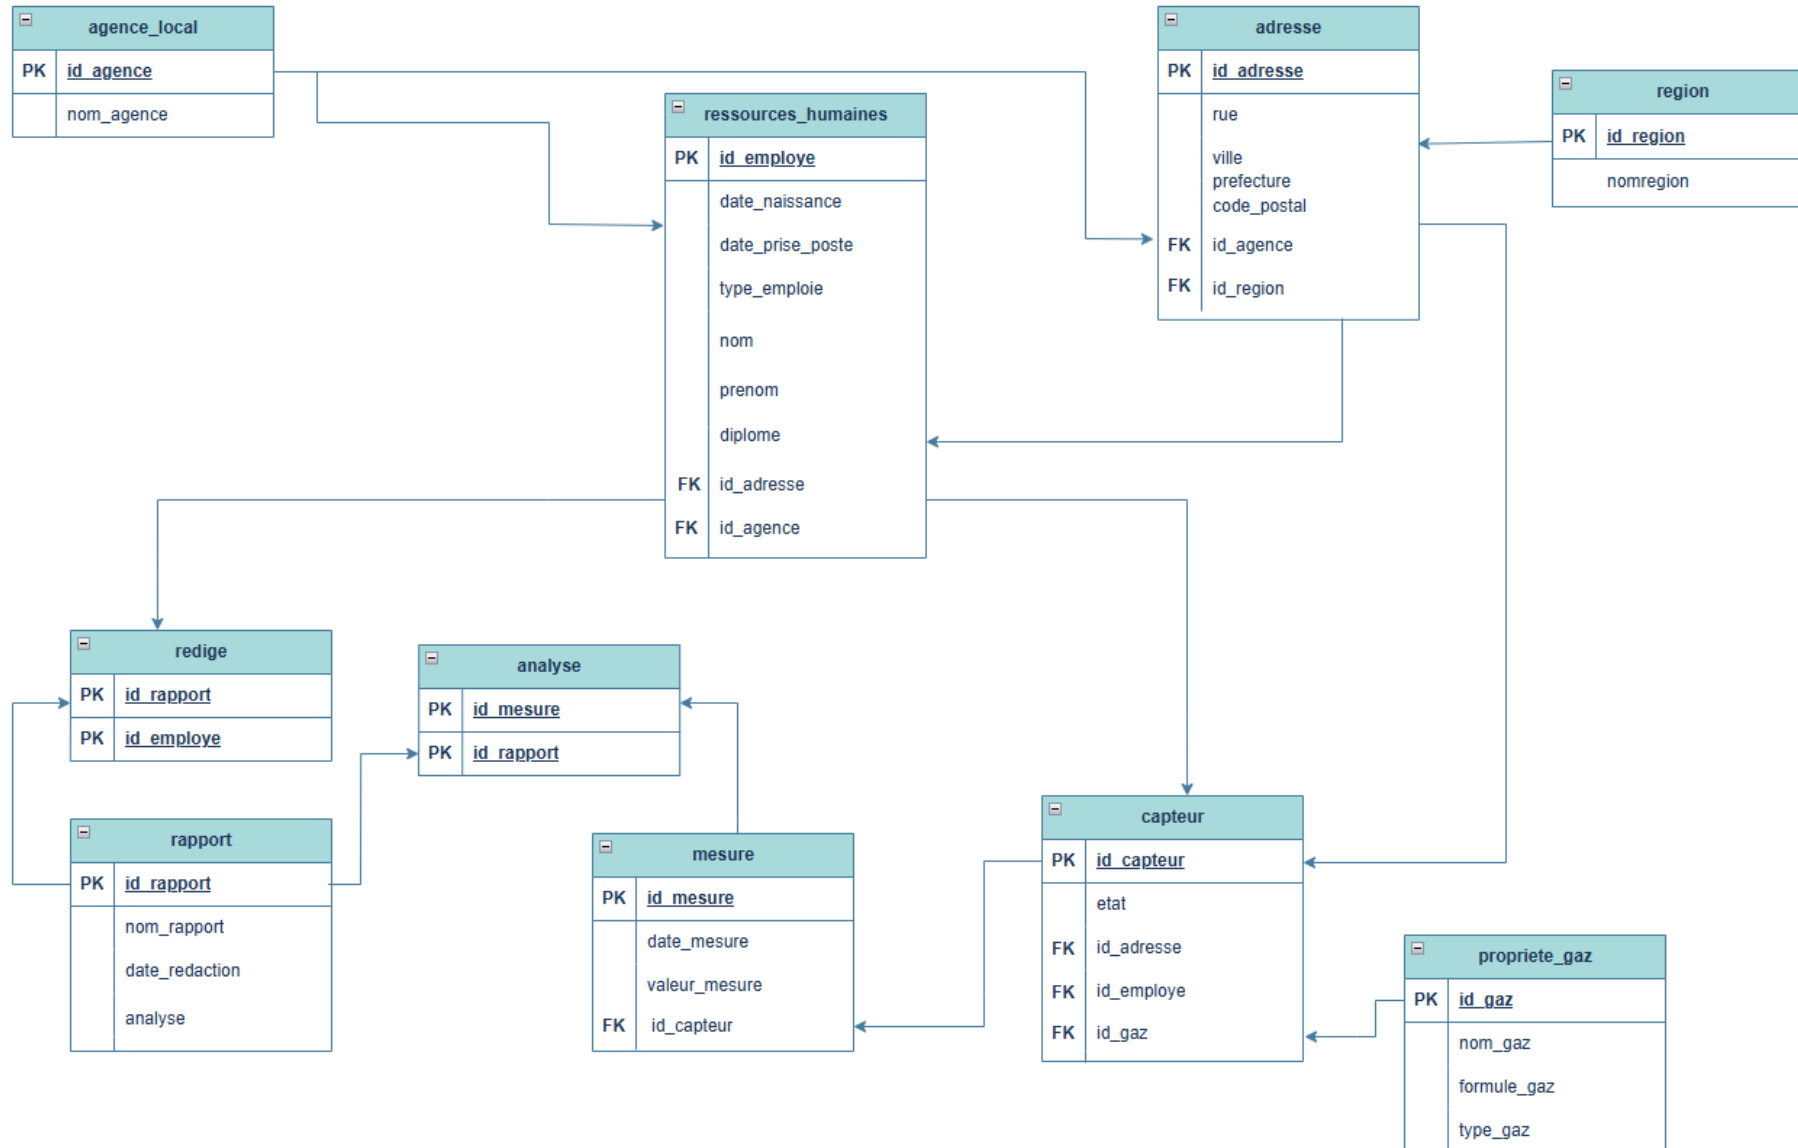 agence_local
PK id_agence
nom_agence
adresse
PK id_adresse
rue
ville
prefecture
code_postal
FK id_agence
FK id_region
region
PK id_region
nomregion
ressources_humaines
PK id_employe
date_naissance
date_prise_poste
type_emploie
nom
prenom
diplome
FK id_adresse
FK id_agence
redige
PK id_rapport
PK id_employe
analyse
PK id_mesure
PK id_rapport
rapport
PK id_rapport
nom_rapport
date_redaction
analyse
mesure
PK id_mesure
date_mesure
valeur_mesure
FK id_capteur
capteur
PK id_capteur
etat
FK id_adresse
FK id_employe
FK id_gaz
propriete_gaz
PK id_gaz
nom_gaz
formule_gaz
type_gaz